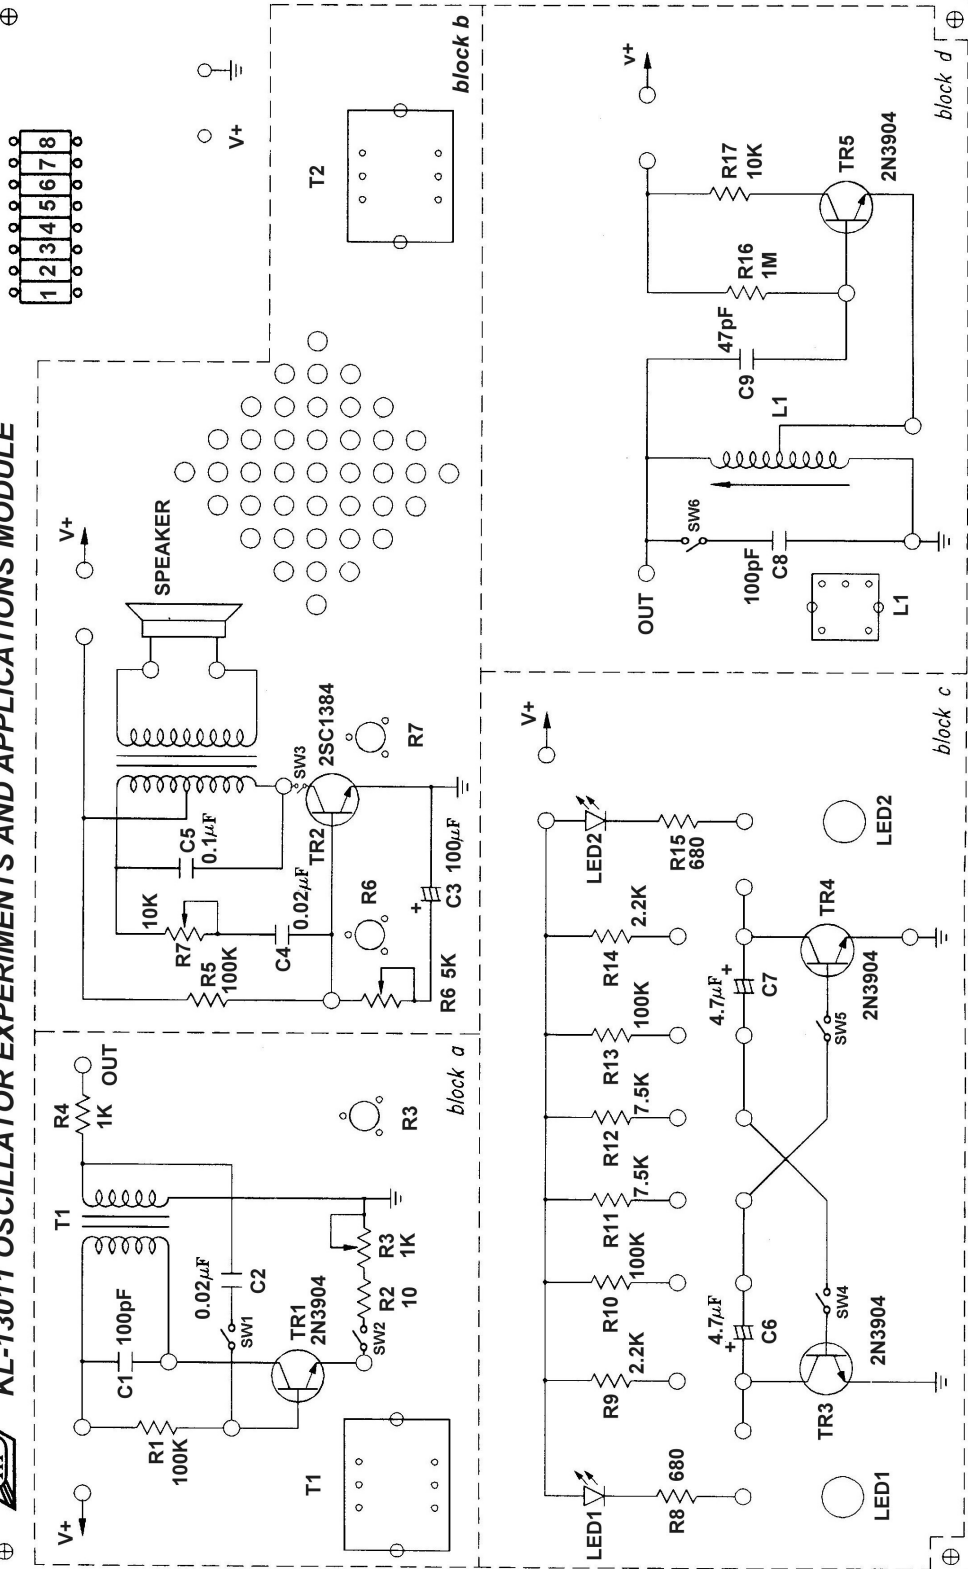 KL-13011 OSCILLATOR EXPERIMENTS AND APPLICATIONS MODULE
1 2 3 4 5 6 7 8
V+
V+
R1
100K
C1
100pF
T1
R4
1K
OUT
0.02µF
C2
SW1
TR1
2N3904
SW2
R2
10
R3
1K
T1
R3
block a
V+
SPEAKER
10K
R7
C5
0.1µF
R5
100K
C4
0.02µF
SW3
2SC1384
TR2
R6
R7
R6 5K
C3
100µF
T2
block b
V+
LED1
R8
680
R9
2.2K
R10
100K
R11
7.5K
R12
7.5K
R13
100K
R14
2.2K
LED2
R15
680
+
4.7µF
C6
4.7µF
+
C7
SW4
SW5
TR3
2N3904
TR4
2N3904
LED1
LED2
block c
V+
OUT
SW6
100pF
C8
L1
L1
47pF
C9
R16
1M
R17
10K
TR5
2N3904
block d